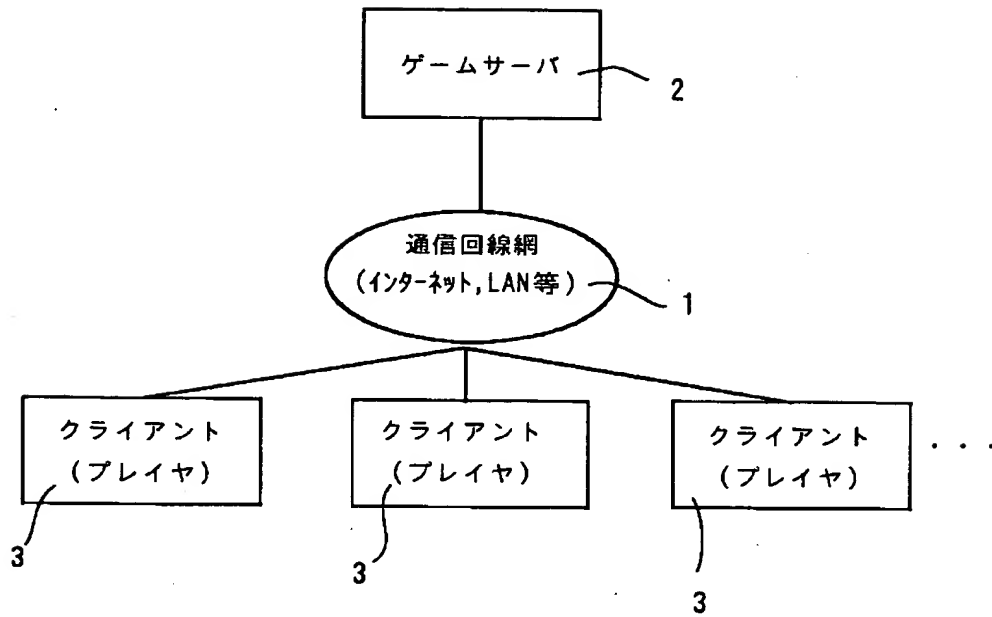 ゲームサーバ
2
通信回線網
(インターネット,LAN等)
1
クライアント
(プレイヤ)
3
クライアント
(プレイヤ)
3
クライアント
(プレイヤ)
3
・・・